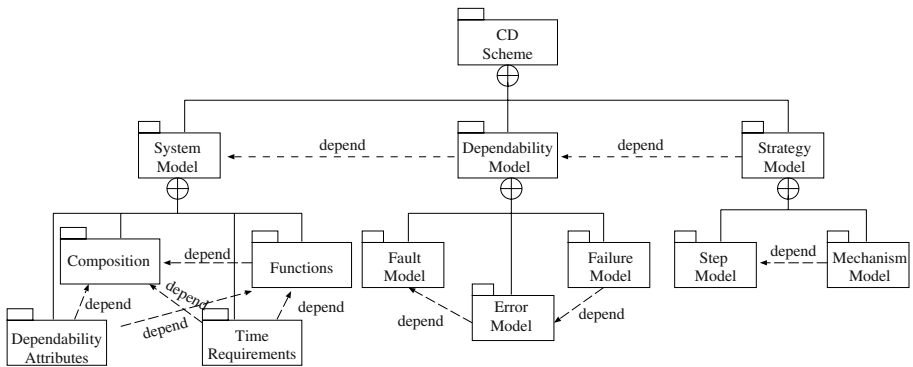 CD
Scheme
System
Model
depend
Dependability
Model
depend
Strategy
Model
Composition
depend
Functions
Fault
Model
Failure
Model
Step
Model
depend
Mechanism
Model
depend
depend
depend
depend
depend
Error
Model
depend
Dependability
Attributes
Time
Requirements